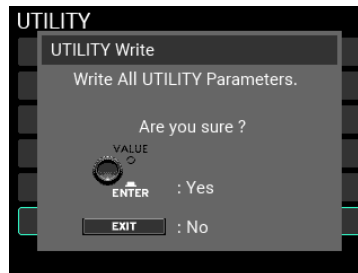 UTILITY
UTILITY Write
Write All UTILITY Parameters.
Are you sure ?
VALUE
ENTER : Yes
EXIT : No